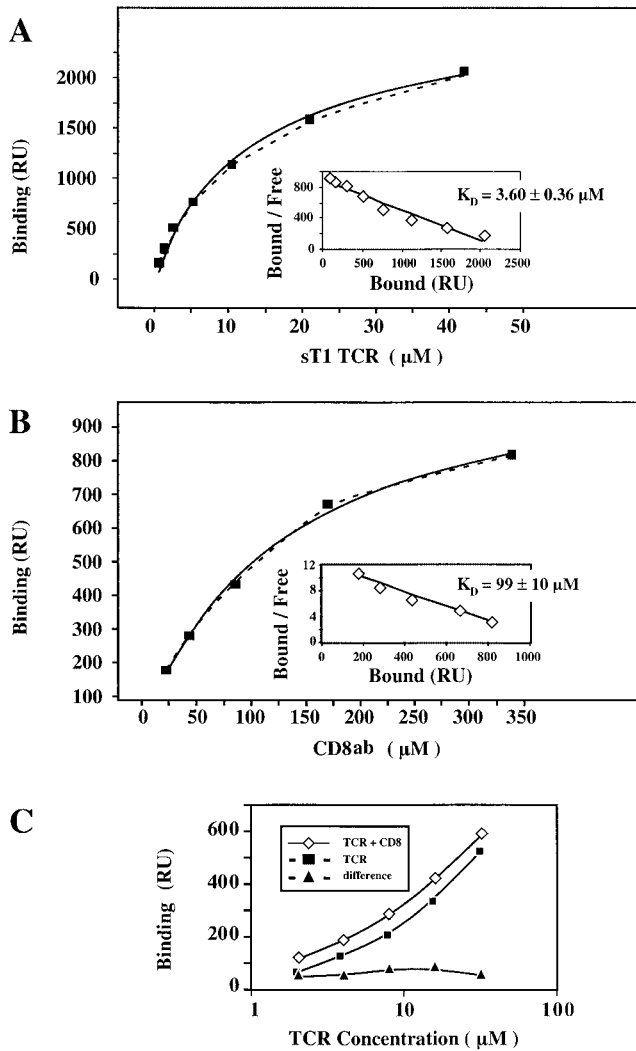 A
Binding (RU)
2000
1500
1000
500
0
0 10 20 30 40 50
sT1 TCR ( μM )
Bound / Free
800
400
0
0 500 1000 1500 2000 2500
Bound (RU)
K_D = 3.60 ± 0.36 μM
B
Binding (RU)
900
800
700
600
500
400
300
200
100
0 50 100 150 200 250 300 350
CD8ab ( μM )
Bound / Free
12
8
4
0
0 200 400 600 800 1000
Bound (RU)
K_D = 99 ± 10 μM
C
Binding (RU)
600
400
200
0
TCR + CD8
TCR
difference
1 10 100
TCR Concentration ( μM )